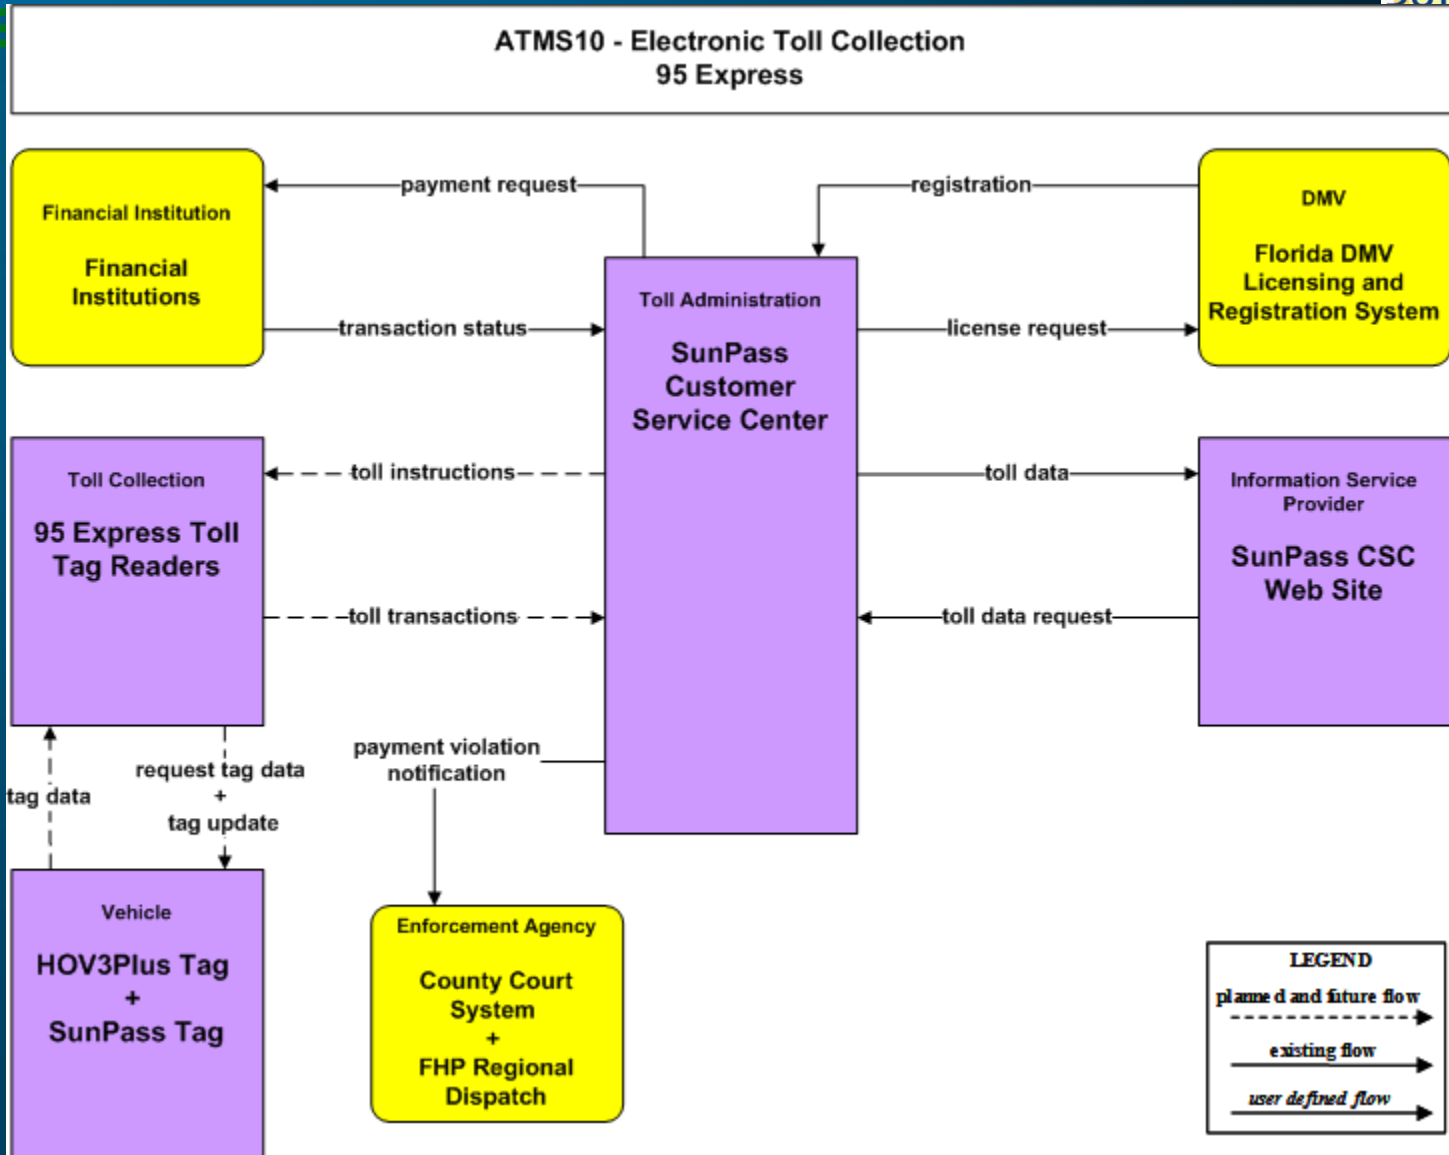 ATMS10 - Electronic Toll Collection
95 Express
Financial Institution
Financial
Institutions
payment request
transaction status
registration
license request
DMV
Florida DMV
Licensing and
Registration System
Toll Administration
SunPass
Customer
Service Center
Toll Collection
95 Express Toll
Tag Readers
toll instructions
toll transactions
toll data
toll data request
Information Service
Provider
SunPass CSC
Web Site
tag data
request tag data
+
tag update
payment violation
notification
Vehicle
HOV3Plus Tag
+
SunPass Tag
Enforcement Agency
County Court
System
+
FHP Regional
Dispatch
LEGEND
planned and future flow
existing flow
user defined flow